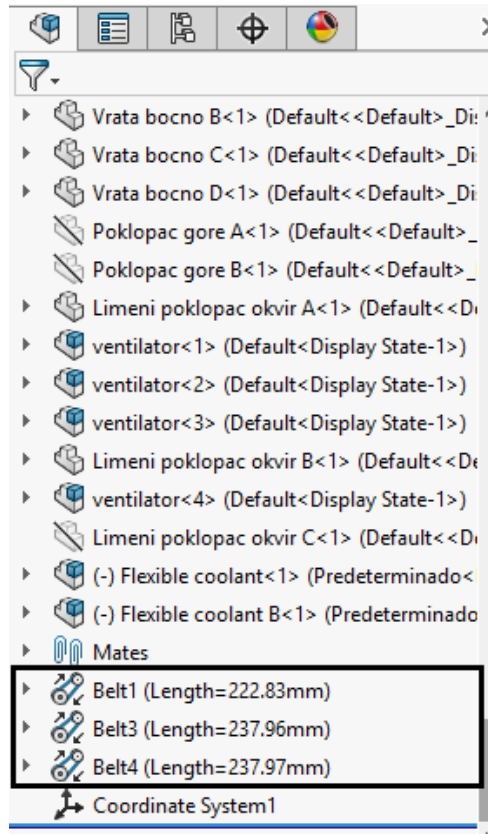 Vrata bocno B<1> (Default<<Default>_Dis
Vrata bocno C<1> (Default<<Default>_Di
Vrata bocno D<1> (Default<<Default>_Di
Poklopac gore A<1> (Default<<Default>_
Poklopac gore B<1> (Default<<Default>_
Limeni poklopac okvir A<1> (Default<<D
ventilator<1> (Default<Display State-1>)
ventilator<2> (Default<Display State-1>)
ventilator<3> (Default<Display State-1>)
Limeni poklopac okvir B<1> (Default<<De
ventilator<4> (Default<Display State-1>)
Limeni poklopac okvir C<1> (Default<<D
(-) Flexible coolant<1> (Predeterminado<
(-) Flexible coolant B<1> (Predeterminado
Mates
Belt1 (Length=222.83mm)
Belt3 (Length=237.96mm)
Belt4 (Length=237.97mm)
Coordinate System1